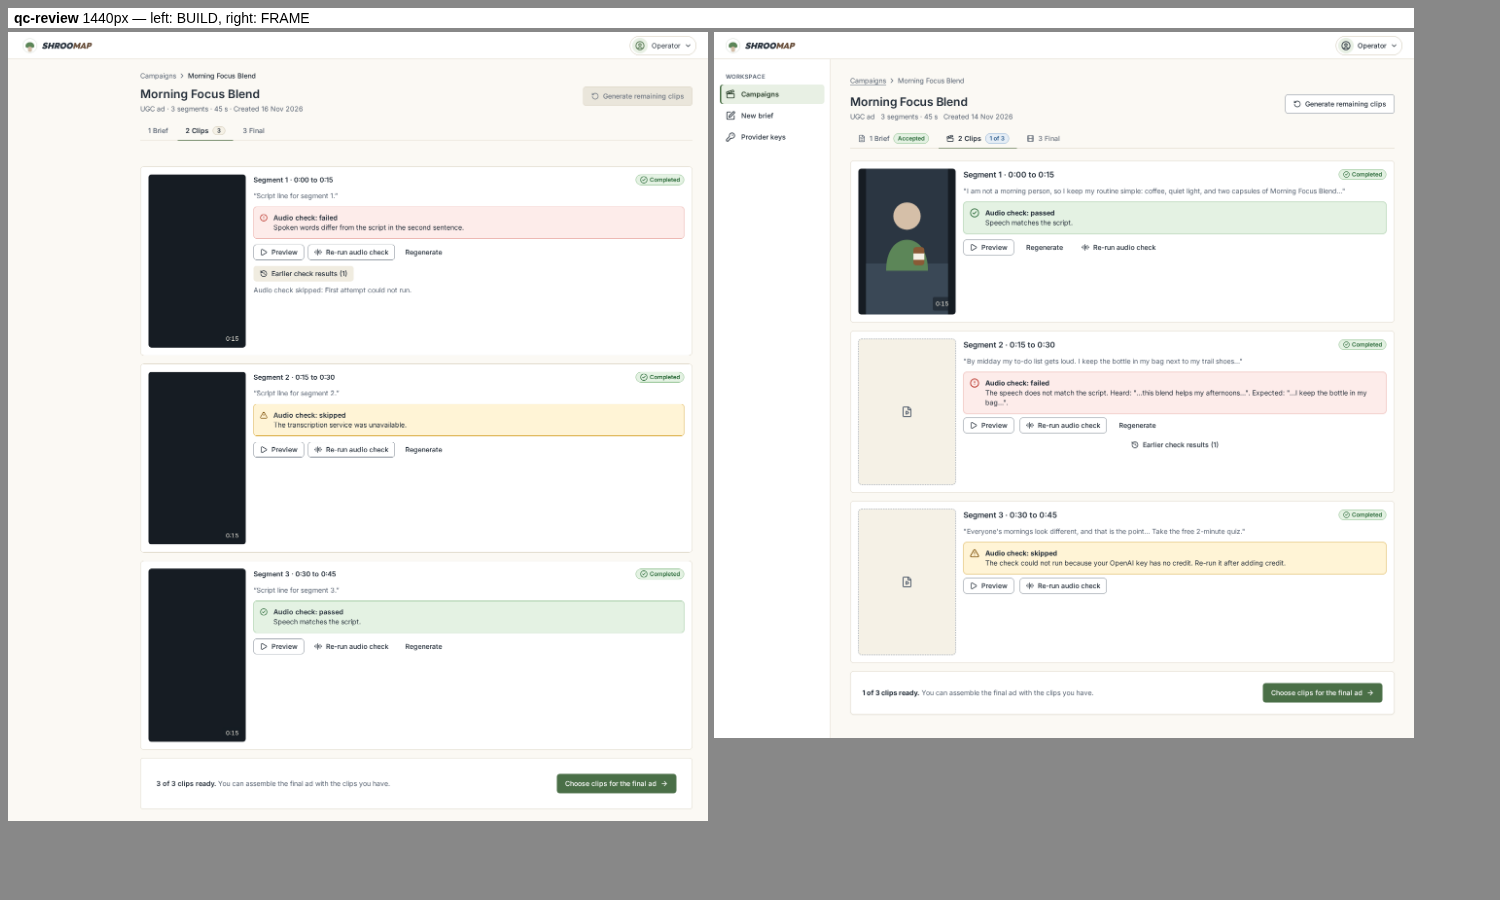 qc-review 1440px — left: BUILD, right: FRAME
SHROOMAP
Operator
Campaigns > Morning Focus Blend
Morning Focus Blend
UGC ad · 3 segments · 45 s · Created 16 Nov 2026
Generate remaining clips
1 Brief
2 Clips 3
3 Final
0:15
Segment 1 · 0:00 to 0:15
Completed
"Script line for segment 1."
Audio check: failed
Spoken words differ from the script in the second sentence.
Preview
Re-run audio check
Regenerate
Earlier check results (1)
Audio check skipped: First attempt could not run.
0:15
Segment 2 · 0:15 to 0:30
Completed
"Script line for segment 2."
Audio check: skipped
The transcription service was unavailable.
Preview
Re-run audio check
Regenerate
0:15
Segment 3 · 0:30 to 0:45
Completed
"Script line for segment 3."
Audio check: passed
Speech matches the script.
Preview
Re-run audio check
Regenerate
3 of 3 clips ready. You can assemble the final ad with the clips you have.
Choose clips for the final ad
SHROOMAP
Operator
WORKSPACE
Campaigns
New brief
Provider keys
Campaigns > Morning Focus Blend
Morning Focus Blend
UGC ad 3 segments · 45 s Created 14 Nov 2026
Generate remaining clips
1 Brief Accepted
2 Clips 1 of 3
3 Final
0:15
Segment 1 · 0:00 to 0:15
Completed
"I am not a morning person, so I keep my routine simple: coffee, quiet light, and two capsules of Morning Focus Blend..."
Audio check: passed
Speech matches the script.
Preview
Regenerate
Re-run audio check
Segment 2 · 0:15 to 0:30
Completed
"By midday my to-do list gets loud. I keep the bottle in my bag next to my trail shoes..."
Audio check: failed
The speech does not match the script. Heard: "...this blend helps my afternoons...". Expected: "...I keep the bottle in my
bag...".
Preview
Re-run audio check
Regenerate
Earlier check results (1)
Segment 3 · 0:30 to 0:45
Completed
"Everyone's mornings look different, and that is the point... Take the free 2-minute quiz."
Audio check: skipped
The check could not run because your OpenAI key has no credit. Re-run it after adding credit.
Preview
Re-run audio check
1 of 3 clips ready. You can assemble the final ad with the clips you have.
Choose clips for the final ad